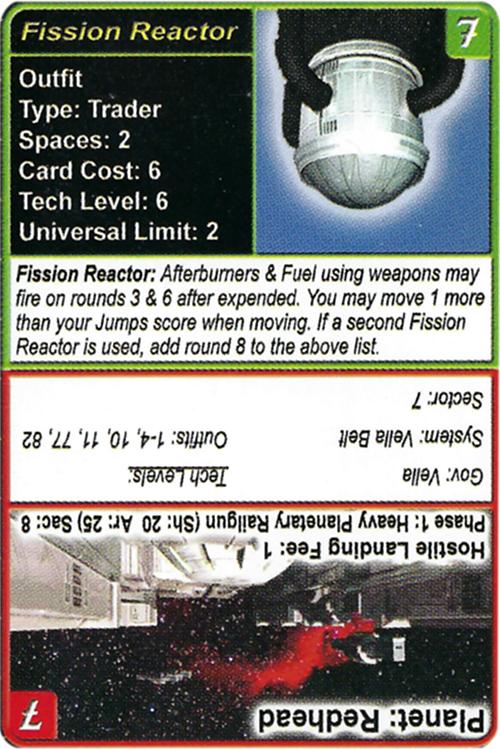 Fission Reactor
7
Outfit
Type: Trader
Spaces: 2
Card Cost: 6
Tech Level: 6
Universal Limit: 2
Fission Reactor: Afterburners & Fuel using weapons may
fire on rounds 3 & 6 after expended. You may move 1 more
than your Jumps score when moving. If a second Fission
Reactor is used, add round 8 to the above list.
Planet: Redhead
7
Hostile Landing Fee: 1
Phase 1: Heavy Planetary Railgun (Sh: 20 Ar: 25) Sac: 8
Gov: Vella
Tech Levels:
System: Vella Belt
Outfits: 1-4, 10, 11, 77, 82
Sector: 7